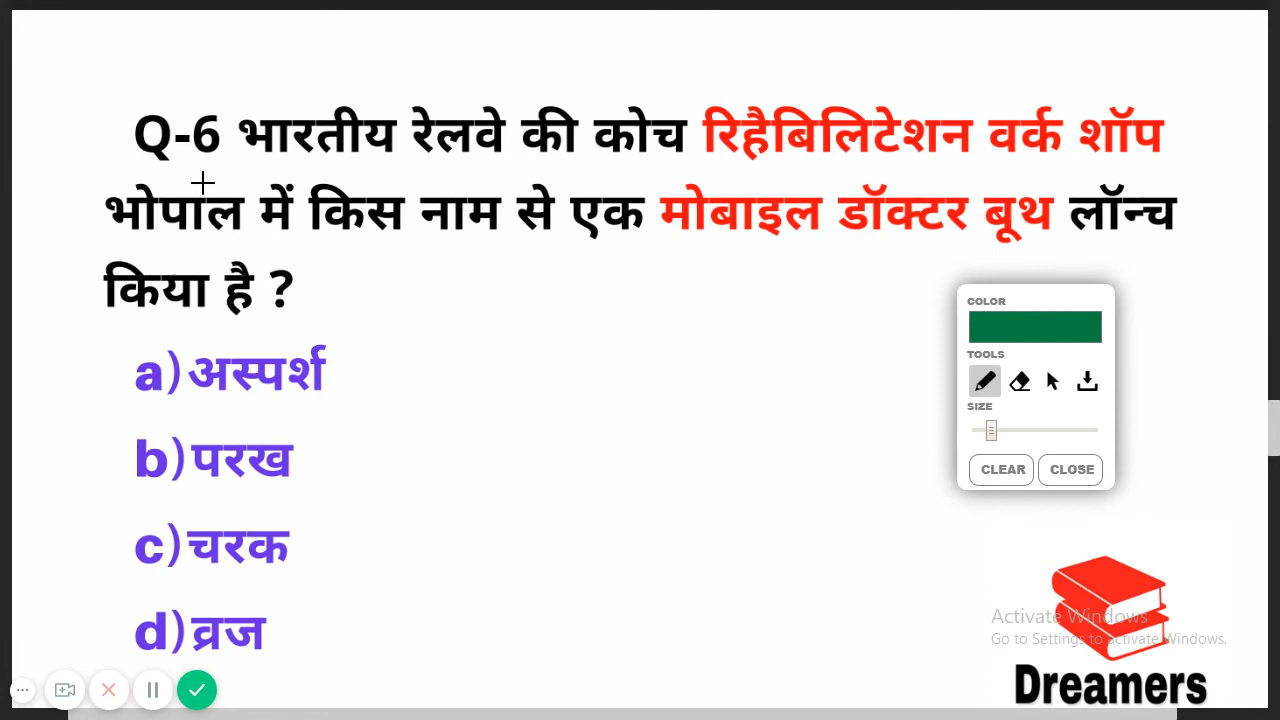 Q-6 भारतीय रेलवे की कोच रिहैबिलिटेशन वर्क शॉप
भोपाल में किस नाम से एक मोबाइल डॉक्टर बूथ लॉन्च
किया है ?
a)अस्पर्श
b)परख
c)चरक
d)व्रज
COLOR
TOOLS
SIZE
CLEAR CLOSE
Activate Windows
Go to Settings to activate Windows.
Dreamers